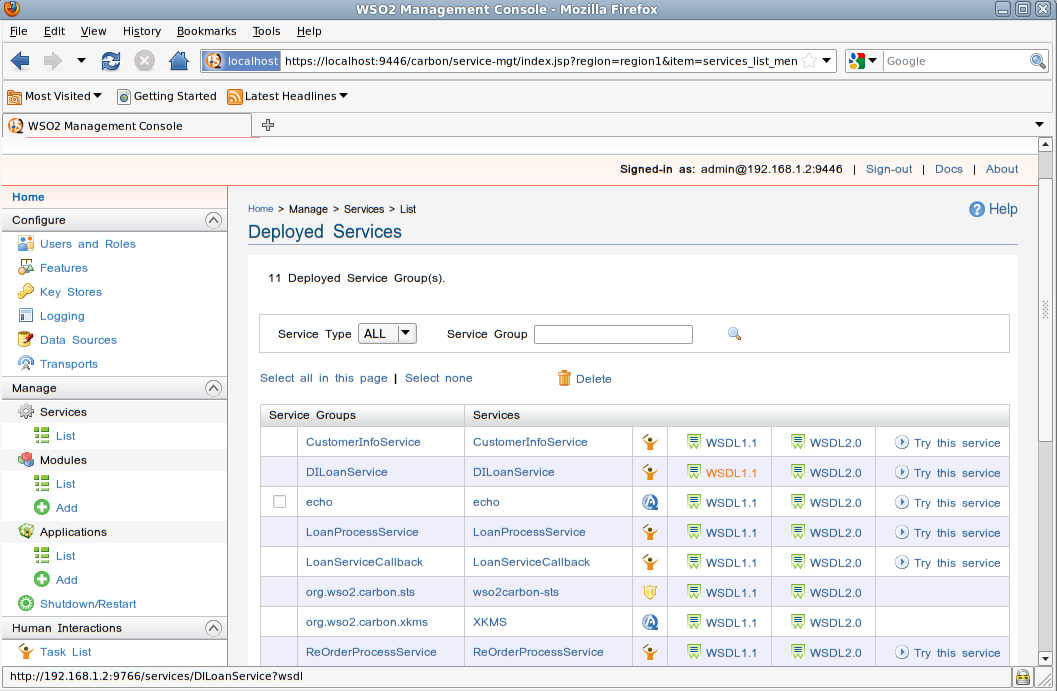 WSO2 Management Console - Mozilla Firefox
File Edit View History Bookmarks Tools Help
localhost https://localhost:9446/carbon/service-mgt/index.jsp?region=region1&item=services_list_men Google
Most Visited Getting Started Latest Headlines
WSO2 Management Console
Signed-in as: admin@192.168.1.2:9446 | Sign-out | Docs | About
Home
Configure
Users and Roles
Features
Key Stores
Logging
Data Sources
Transports
Manage
Services
List
Modules
List
Add
Applications
List
Add
Shutdown/Restart
Human Interactions
Task List
Home > Manage > Services > List
Help
Deployed Services
11 Deployed Service Group(s).
Service Type ALL Service Group
Select all in this page | Select none Delete
Service Groups Services
CustomerInfoService CustomerInfoService WSDL1.1 WSDL2.0 Try this service
DILoanService DILoanService WSDL1.1 WSDL2.0 Try this service
echo echo WSDL1.1 WSDL2.0 Try this service
LoanProcessService LoanProcessService WSDL1.1 WSDL2.0 Try this service
LoanServiceCallback LoanServiceCallback WSDL1.1 WSDL2.0 Try this service
org.wso2.carbon.sts wso2carbon-sts WSDL1.1 WSDL2.0
org.wso2.carbon.xkms XKMS WSDL1.1 WSDL2.0
ReOrderProcessService ReOrderProcessService WSDL1.1 WSDL2.0 Try this service
http://192.168.1.2:9766/services/DILoanService?wsdl